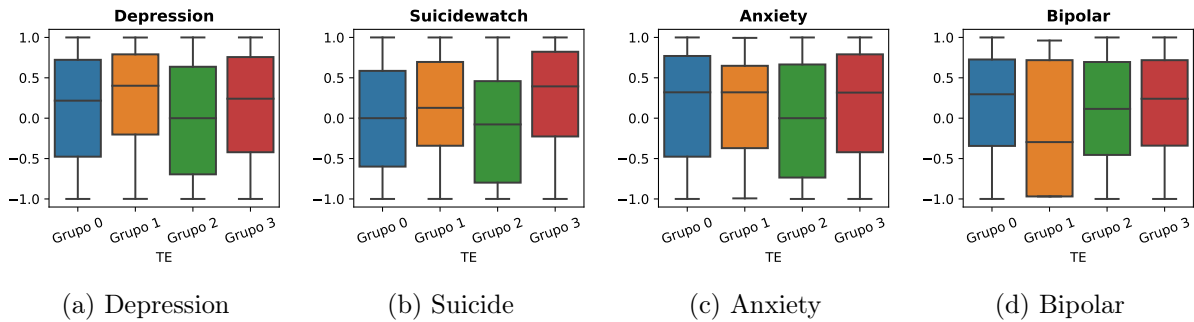 Depression
1.0
0.5
0.0
−0.5
−1.0
Grupo 0 Grupo 1 Grupo 2 Grupo 3
TE
(a) Depression
Suicidewatch
1.0
0.5
0.0
−0.5
−1.0
Grupo 0 Grupo 1 Grupo 2 Grupo 3
TE
(b) Suicide
Anxiety
1.0
0.5
0.0
−0.5
−1.0
Grupo 0 Grupo 1 Grupo 2 Grupo 3
TE
(c) Anxiety
Bipolar
1.0
0.5
0.0
−0.5
−1.0
Grupo 0 Grupo 1 Grupo 2 Grupo 3
TE
(d) Bipolar